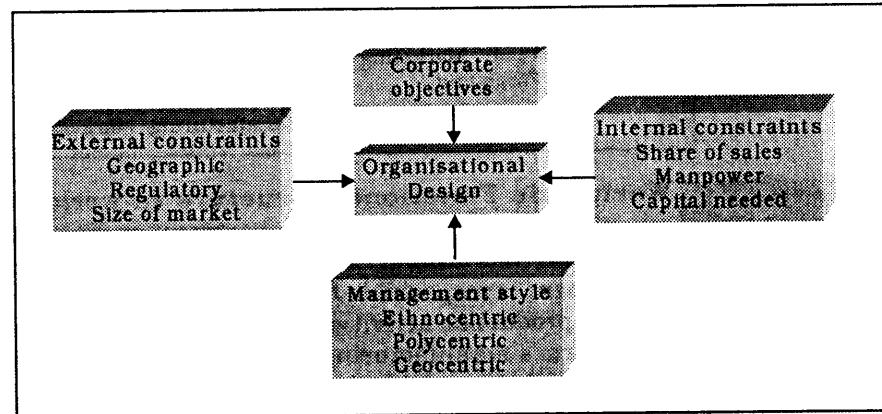 Corporate
objectives
External constraints
Geographic
Regulatory
Size of market
Organisational
Design
Internal constraints
Share of sales
Manpower
Capital needed
Management style
Ethnocentric
Polycentric
Geocentric